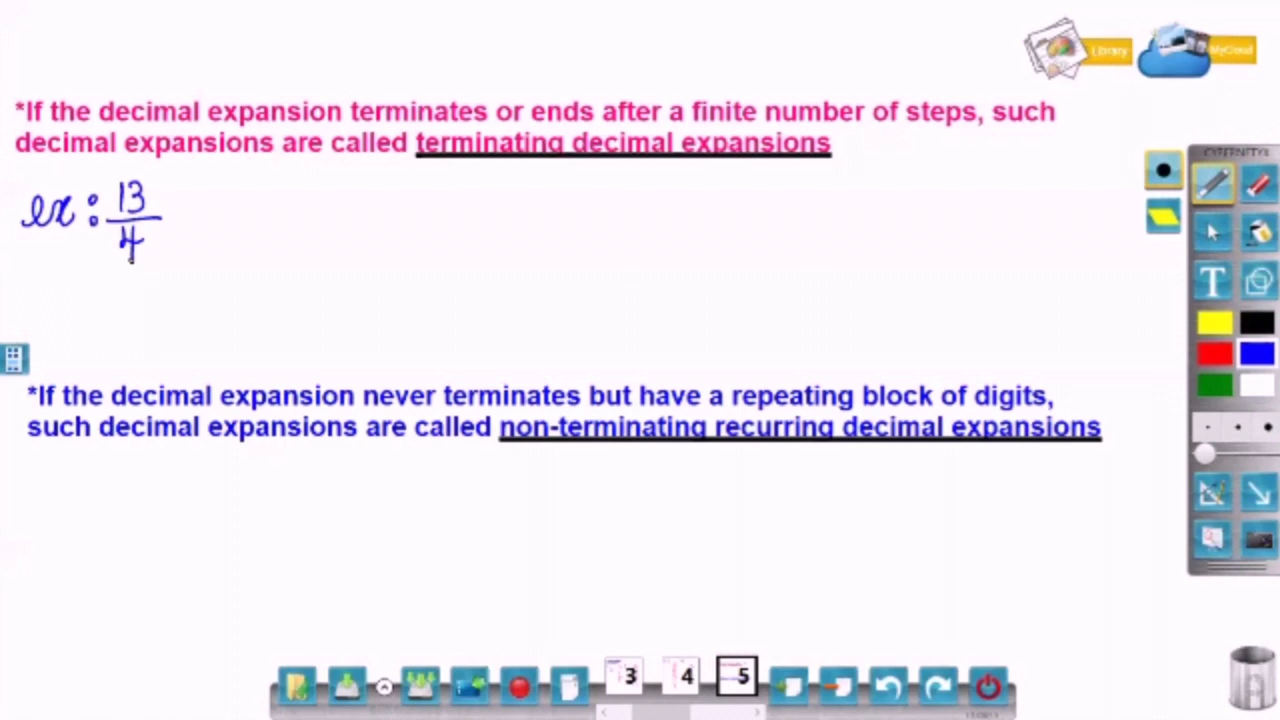 Library
MyCloud
*If the decimal expansion terminates or ends after a finite number of steps, such
decimal expansions are called terminating decimal expansions
ex : 13
4
*If the decimal expansion never terminates but have a repeating block of digits,
such decimal expansions are called non-terminating recurring decimal expansions
T
3 4 5